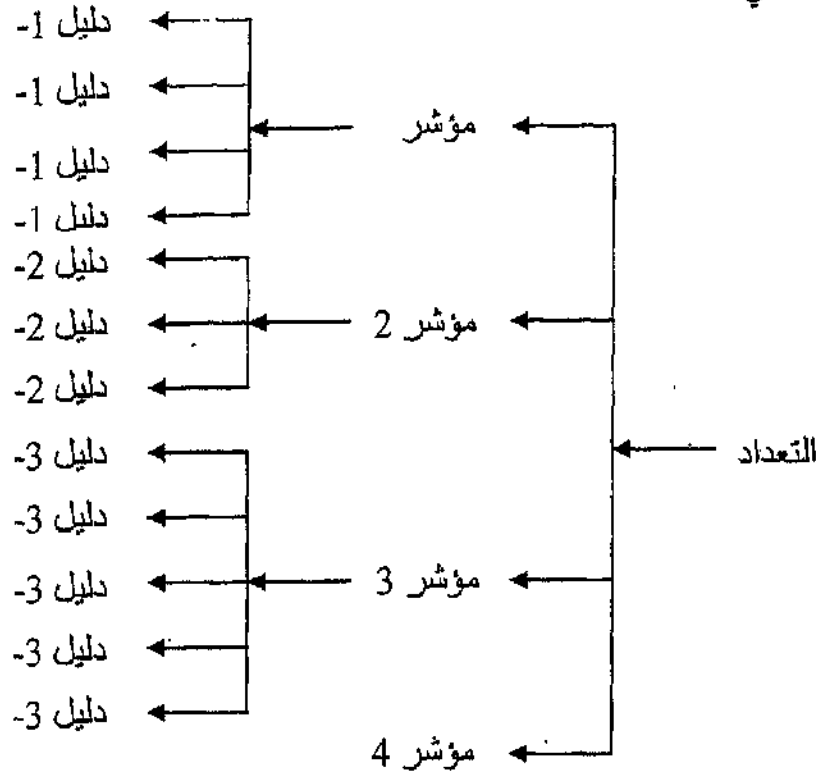 دليل 1-
دليل 1-
مؤشر
دليل 1-
دليل 1-
دليل 2-
مؤشر 2
دليل 2-
دليل 2-
التعداد
دليل 3-
دليل 3-
مؤشر 3
دليل 3-
دليل 3-
دليل 3-
مؤشر 4